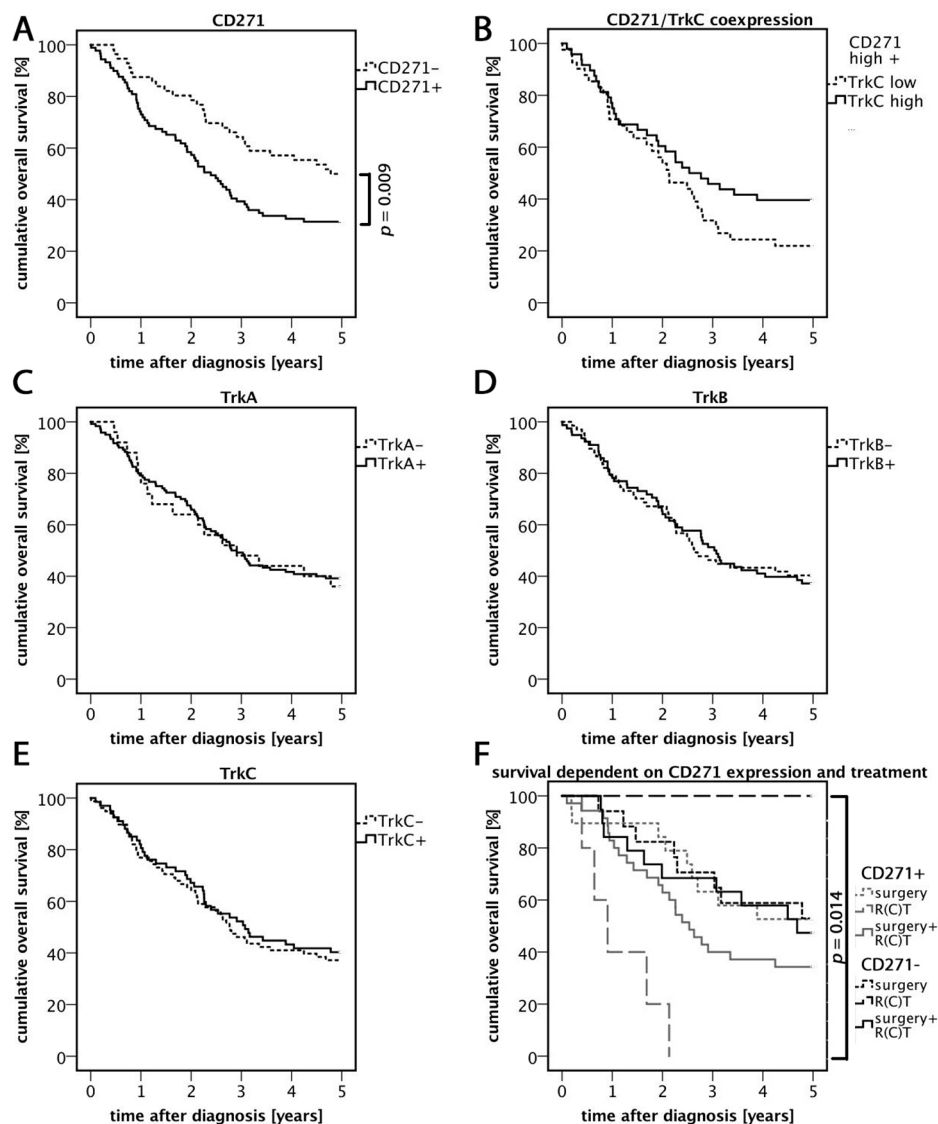 A
CD271
cumulative overall survival [%]
100
80
60
40
20
0
0 1 2 3 4 5
time after diagnosis [years]
CD271-
CD271+
p = 0.009
B
CD271/TrkC coexpression
cumulative overall survival [%]
100
80
60
40
20
0
0 1 2 3 4 5
time after diagnosis [years]
CD271
high +
TrkC low
TrkC high
...
C
TrkA
cumulative overall survival [%]
100
80
60
40
20
0
0 1 2 3 4 5
time after diagnosis [years]
TrkA-
TrkA+
D
TrkB
cumulative overall survival [%]
100
80
60
40
20
0
0 1 2 3 4 5
time after diagnosis [years]
TrkB-
TrkB+
E
TrkC
cumulative overall survival [%]
100
80
60
40
20
0
0 1 2 3 4 5
time after diagnosis [years]
TrkC-
TrkC+
F
survival dependent on CD271 expression and treatment
cumulative overall survival [%]
100
80
60
40
20
0
0 1 2 3 4 5
time after diagnosis [years]
p = 0.014
CD271+
surgery
R(C)T
surgery+
R(C)T
CD271-
surgery
R(C)T
surgery+
R(C)T